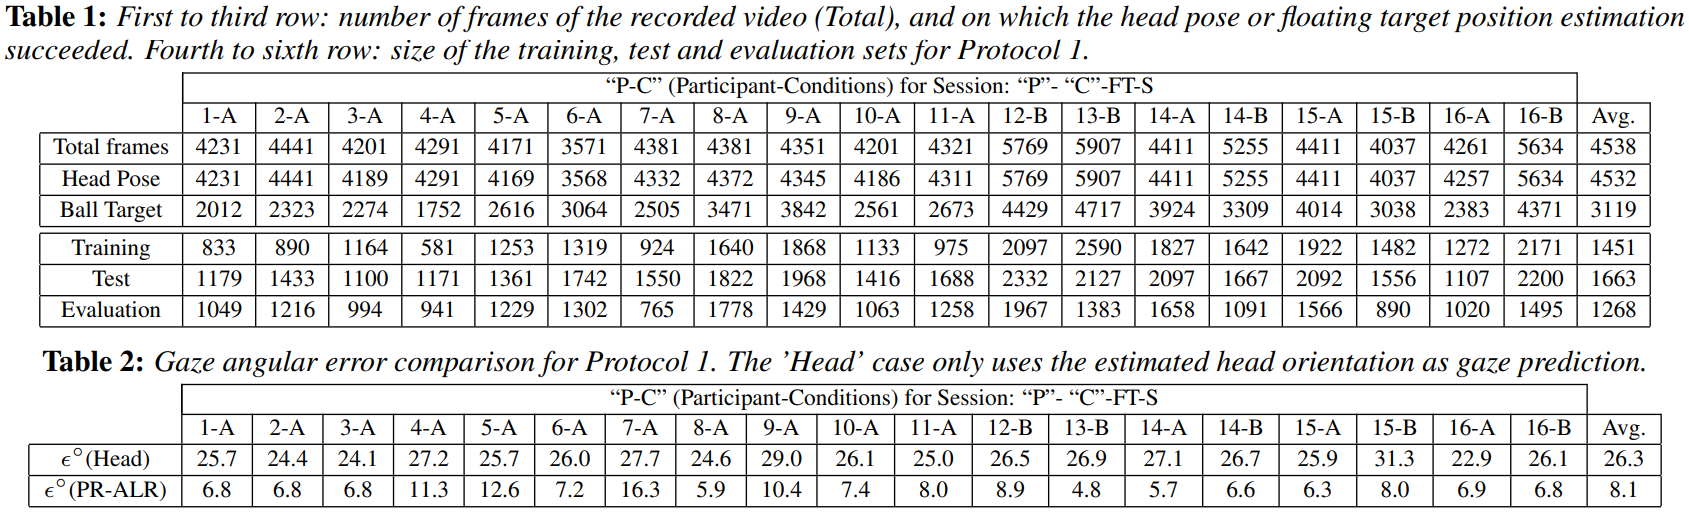 Table 1: First to third row: number of frames of the recorded video (Total), and on which the head pose or floating target position estimation
succeeded. Fourth to sixth row: size of the training, test and evaluation sets for Protocol 1.
“P-C” (Participant-Conditions) for Session: “P”- “C”-FT-S
1-A 2-A 3-A 4-A 5-A 6-A 7-A 8-A 9-A 10-A 11-A 12-B 13-B 14-A 14-B 15-A 15-B 16-A 16-B Avg.
Total frames 4231 4441 4201 4291 4171 3571 4381 4381 4351 4201 4321 5769 5907 4411 5255 4411 4037 4261 5634 4538
Head Pose 4231 4441 4189 4291 4169 3568 4332 4372 4345 4186 4311 5769 5907 4411 5255 4411 4037 4257 5634 4532
Ball Target 2012 2323 2274 1752 2616 3064 2505 3471 3842 2561 2673 4429 4717 3924 3309 4014 3038 2383 4371 3119
Training 833 890 1164 581 1253 1319 924 1640 1868 1133 975 2097 2590 1827 1642 1922 1482 1272 2171 1451
Test 1179 1433 1100 1171 1361 1742 1550 1822 1968 1416 1688 2332 2127 2097 1667 2092 1556 1107 2200 1663
Evaluation 1049 1216 994 941 1229 1302 765 1778 1429 1063 1258 1967 1383 1658 1091 1566 890 1020 1495 1268
Table 2: Gaze angular error comparison for Protocol 1. The ’Head’ case only uses the estimated head orientation as gaze prediction.
“P-C” (Participant-Conditions) for Session: “P”- “C”-FT-S
1-A 2-A 3-A 4-A 5-A 6-A 7-A 8-A 9-A 10-A 11-A 12-B 13-B 14-A 14-B 15-A 15-B 16-A 16-B Avg.
ϵ°(Head) 25.7 24.4 24.1 27.2 25.7 26.0 27.7 24.6 29.0 26.1 25.0 26.5 26.9 27.1 26.7 25.9 31.3 22.9 26.1 26.3
ϵ°(PR-ALR) 6.8 6.8 6.8 11.3 12.6 7.2 16.3 5.9 10.4 7.4 8.0 8.9 4.8 5.7 6.6 6.3 8.0 6.9 6.8 8.1